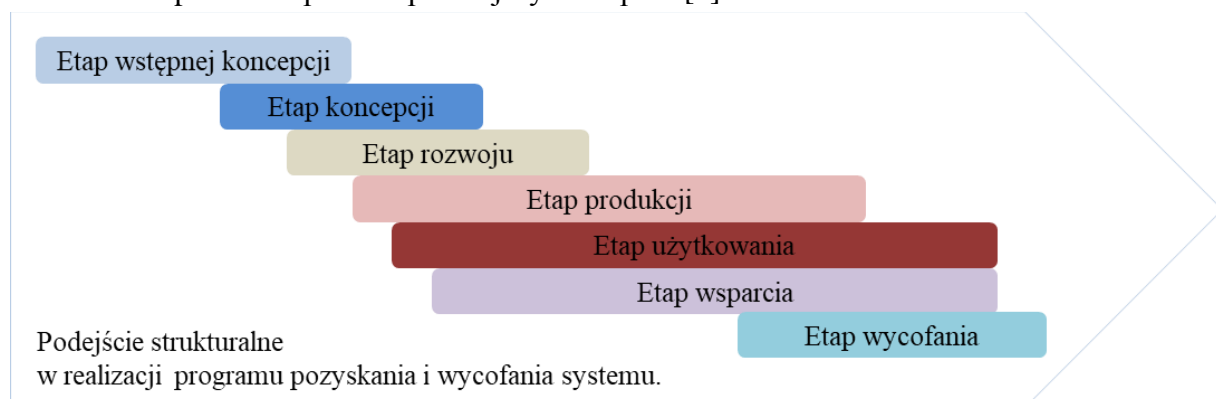 Etap wstępnej koncepcji
Etap koncepcji
Etap rozwoju
Etap produkcji
Etap użytkowania
Etap wsparcia
Etap wycofania
Podejście strukturalne
w realizacji programu pozyskania i wycofania systemu.